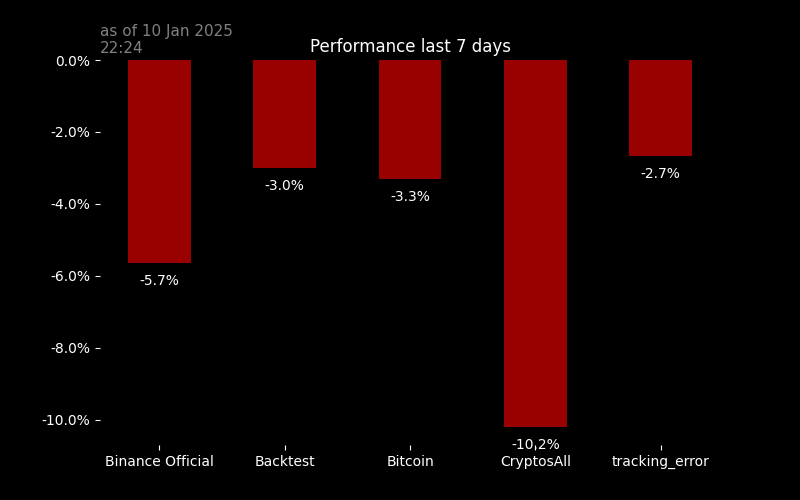 as of 10 Jan 2025
22:24
Performance last 7 days
0.0%
-2.0%
-4.0%
-6.0%
-8.0%
-10.0%
-5.7%
-3.0%
-3.3%
-10.2%
-2.7%
Binance Official
Backtest
Bitcoin
CryptosAll
tracking_error